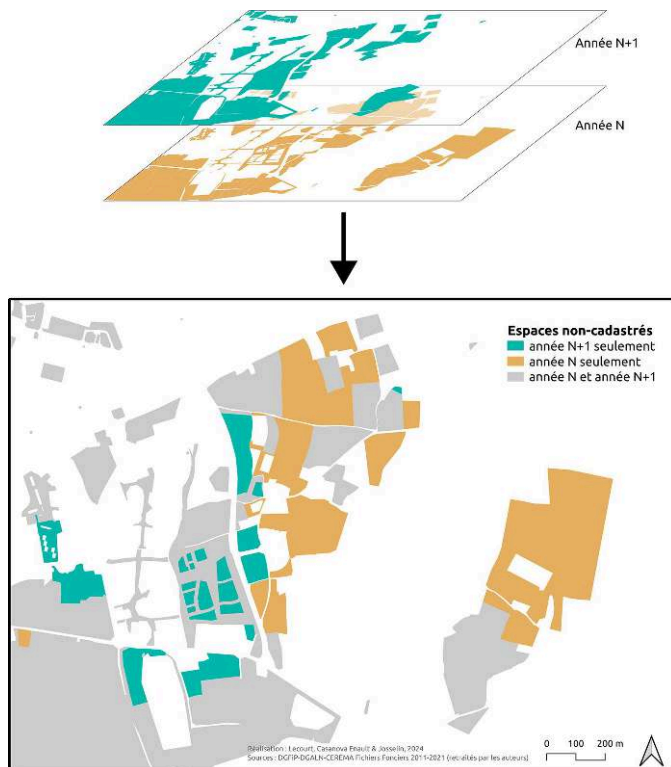 Année N+1
Année N
Espaces non-cadastrés
année N+1 seulement
année N seulement
année N et année N+1
Réalisation : Lecourt, Casanova Enault & Josselin, 2024
Sources : DGFiP-DGALN-CEREMA Fichiers Fonciers 2011-2021 (retraités par les auteurs)
0 100 200 m